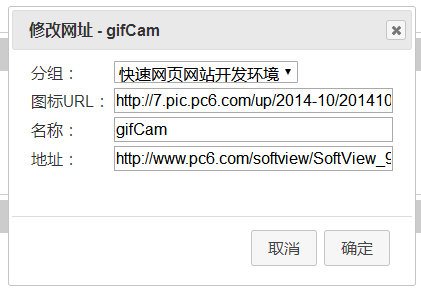 修改网址 - gifCam
分组： 快速网页网站开发环境
图标URL： http://7.pic.pc6.com/up/2014-10/201410
名称： gifCam
地址： http://www.pc6.com/softview/SoftView_9
取消 确定